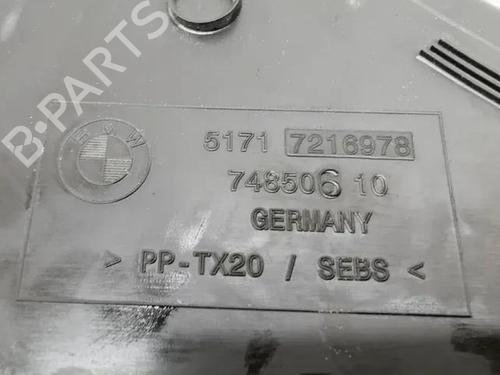 B-PARTS
BMW
5171 7216978
748506 10
GERMANY
> PP-TX20 / SEBS <